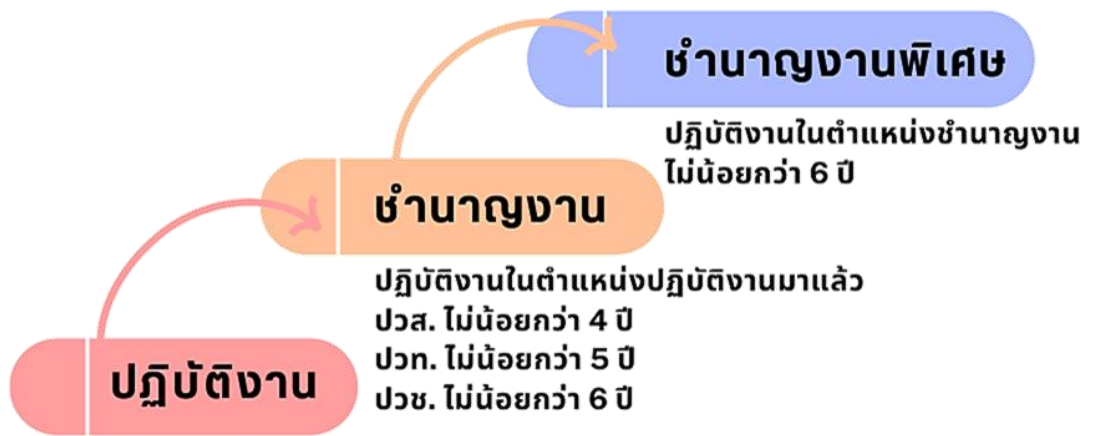 ชำนาญงานพิเศษ
ปฏิบัติงานในตำแหน่งชำนาญงาน
ไม่น้อยกว่า 6 ปี
ชำนาญงาน
ปฏิบัติงานในตำแหน่งปฏิบัติงานมาแล้ว
ปวส. ไม่น้อยกว่า 4 ปี
ปวท. ไม่น้อยกว่า 5 ปี
ปวช. ไม่น้อยกว่า 6 ปี
ปฏิบัติงาน